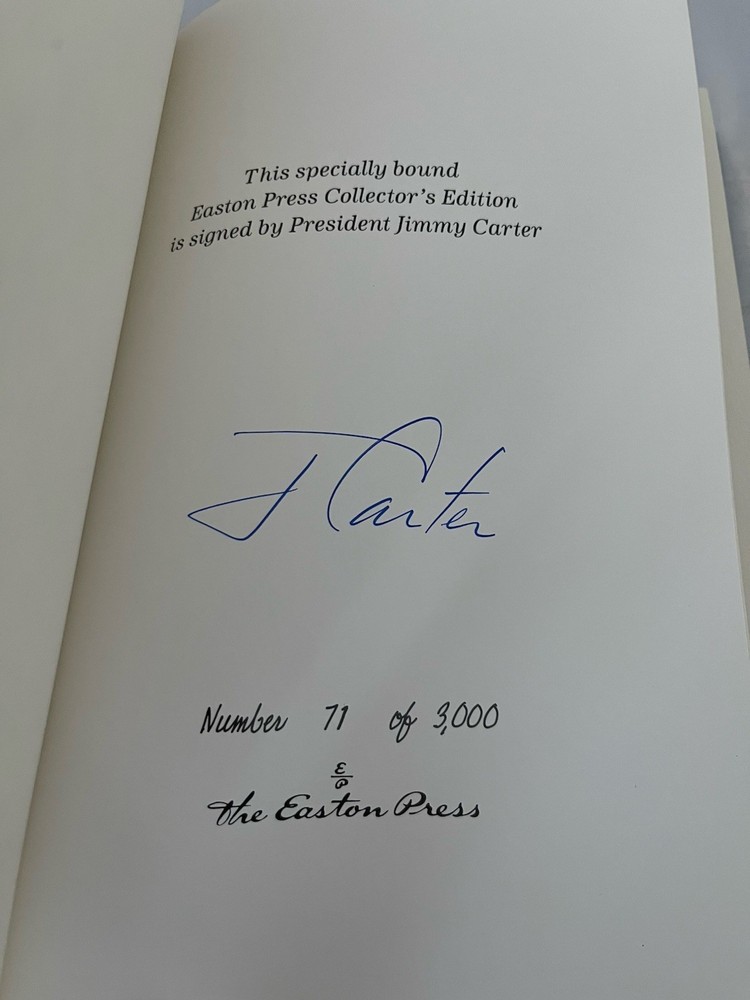 This specially bound
Easton Press Collector's Edition
is signed by President Jimmy Carter
J Carter
Number 71 of 3,000
E
P
The Easton Press